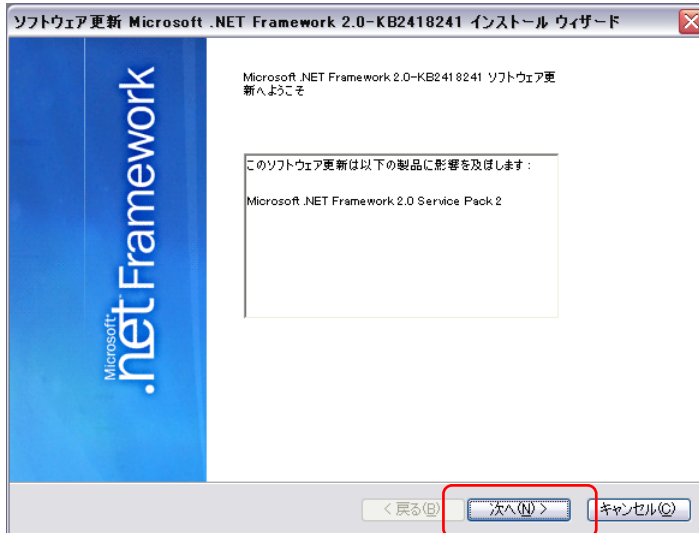 ソフトウェア更新 Microsoft .NET Framework 2.0-KB2418241 インストール ウィザード
Microsoft .NET Framework 2.0-KB2418241 ソフトウェア更
新へようこそ
このソフトウェア更新は以下の製品に影響を及ぼします :
Microsoft .NET Framework 2.0 Service Pack 2
Microsoft
.net Framework
< 戻る(B)
次へ(N) >
キャンセル(C)